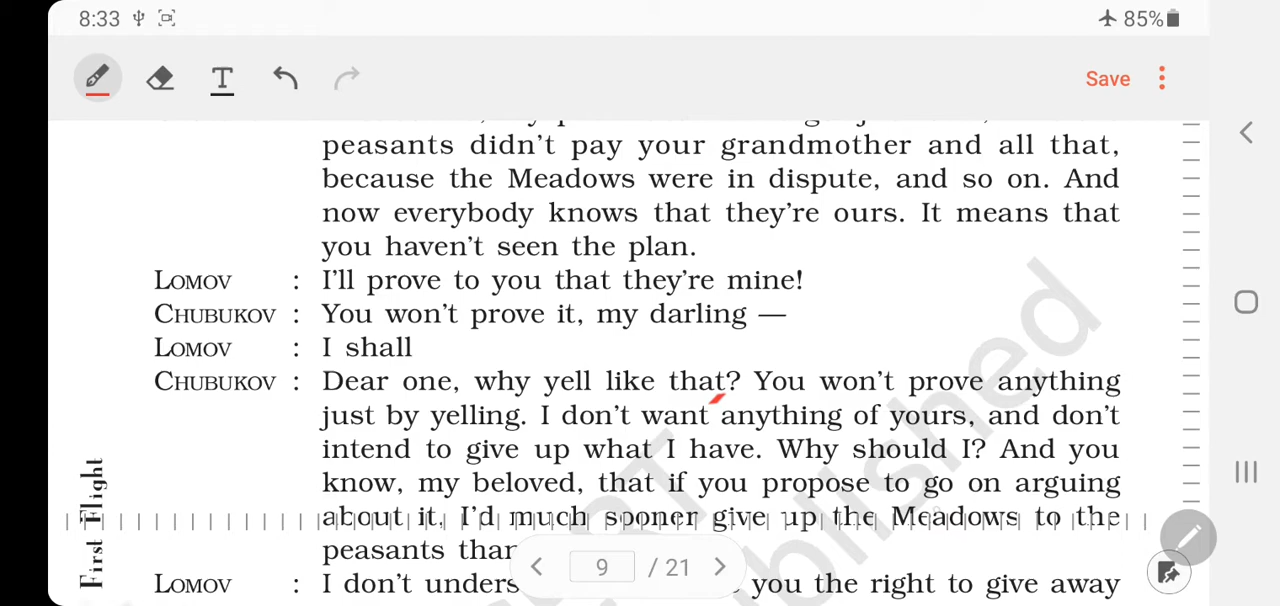 8:33 85%
T Save
peasants didn't pay your grandmother and all that,
because the Meadows were in dispute, and so on. And
now everybody knows that they're ours. It means that
you haven't seen the plan.
LOMOV : I'll prove to you that they're mine!
CHUBUKOV : You won't prove it, my darling —
LOMOV : I shall
CHUBUKOV : Dear one, why yell like that? You won't prove anything
just by yelling. I don't want anything of yours, and don't
intend to give up what I have. Why should I? And you
know, my beloved, that if you propose to go on arguing
about it, I'd much sooner give up the Meadows to the
peasants than
LOMOV : I don't you the right to give away
9 / 21
First Flight